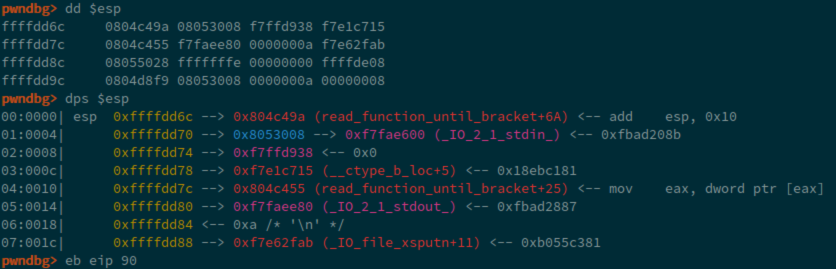 pwndbg> dd $esp
ffffdd6c     0804c49a 08053008 f7ffd938 f7e1c715
ffffdd7c     0804c455 f7faee80 0000000a f7e62fab
ffffdd8c     08055028 fffffffe 00000000 ffffde08
ffffdd9c     0804d8f9 08053008 0000000a 00000008
pwndbg> dps $esp
00:0000| esp  0xffffdd6c --> 0x804c49a (read_function_until_bracket+6A) <-- add    esp, 0x10
01:0004|      0xffffdd70 --> 0x8053008 --> 0xf7fae600 (_IO_2_1_stdin_) <-- 0xfbad208b
02:0008|      0xffffdd74 --> 0xf7ffd938 <-- 0x0
03:000c|      0xffffdd78 --> 0xf7e1c715 (__ctype_b_loc+5) <-- 0x18ebc181
04:0010|      0xffffdd7c --> 0x804c455 (read_function_until_bracket+25) <-- mov    eax, dword ptr [eax]
05:0014|      0xffffdd80 --> 0xf7faee80 (_IO_2_1_stdout_) <-- 0xfbad2887
06:0018|      0xffffdd84 <-- 0xa /* '\n' */
07:001c|      0xffffdd88 --> 0xf7e62fab (_IO_file_xsputn+11) <-- 0xb055c381
pwndbg> eb eip 90